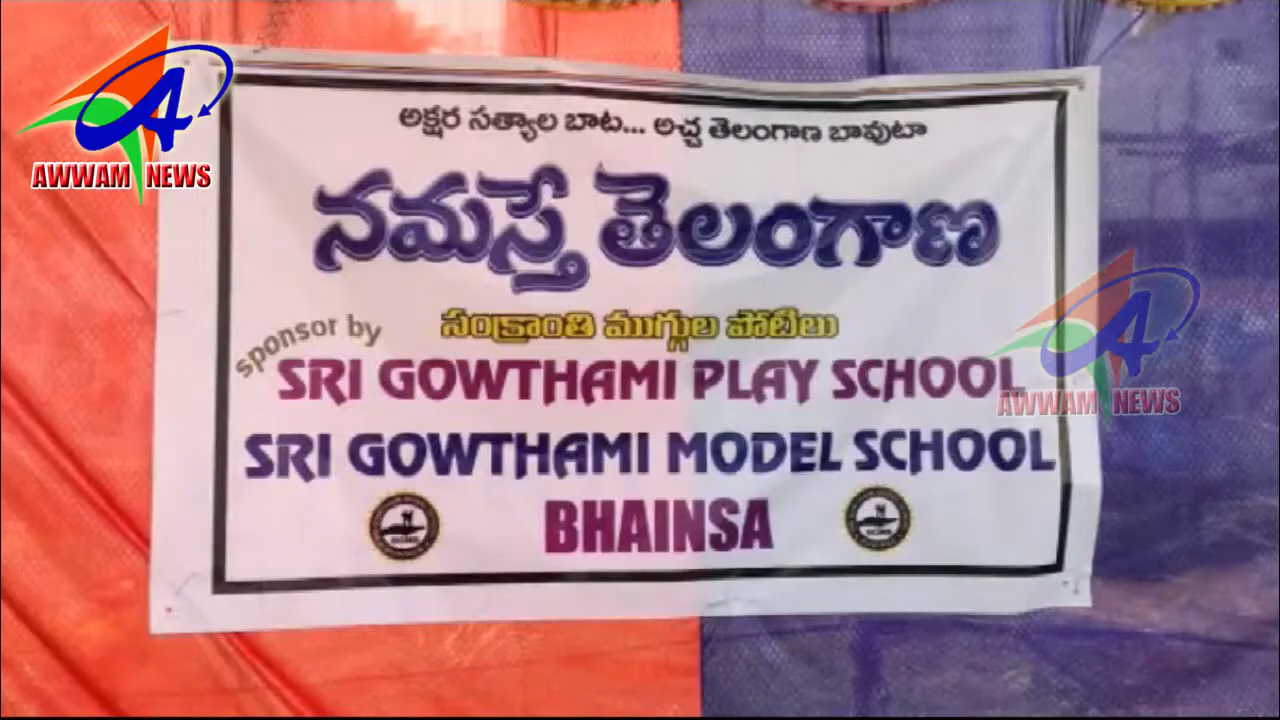 AWWAM NEWS
అక్షర సత్యాల బాట... అచ్చ తెలంగాణ బావుటా
నమస్తే తెలంగాణ
సంక్రాంతి ముగ్గుల పోటీలు
sponsor by
SRI GOWTHAMI PLAY SCHOOL
AWWAM NEWS
SRI GOWTHAMI MODEL SCHOOL
BHAINSA